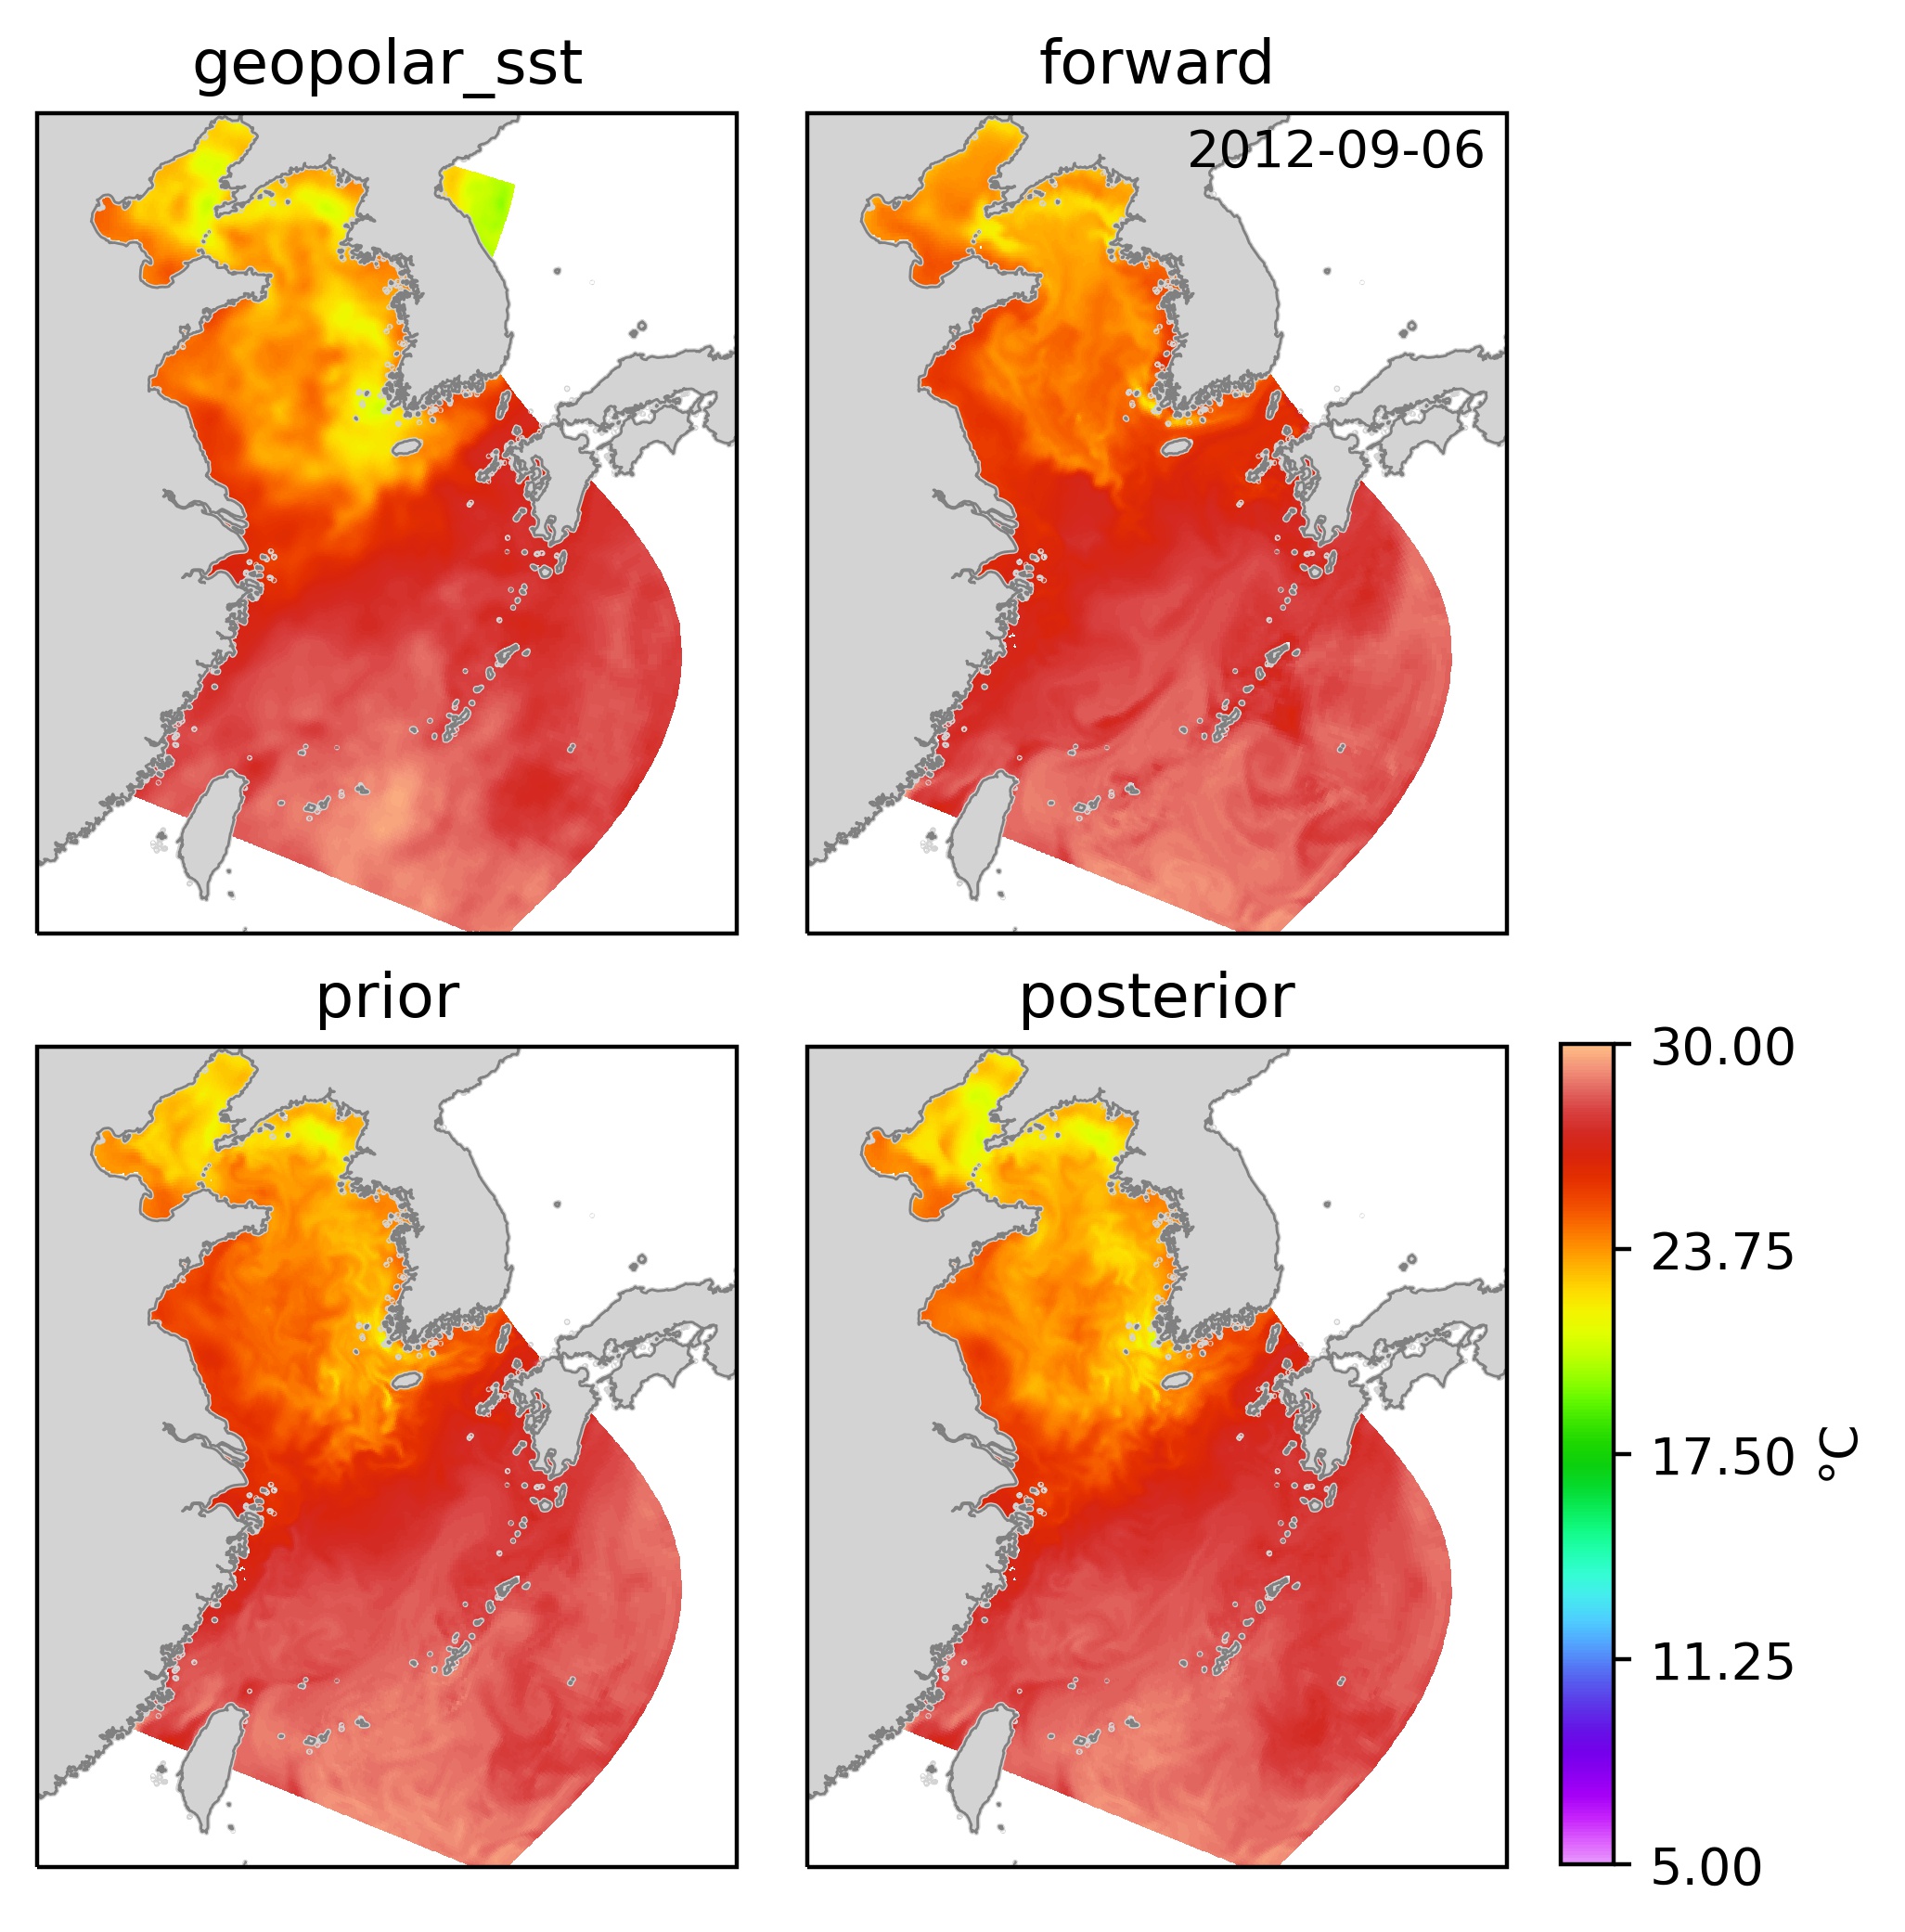 geopolar_sst
forward
2012-09-06
prior
posterior
30.00
23.75
17.50
11.25
5.00
°C